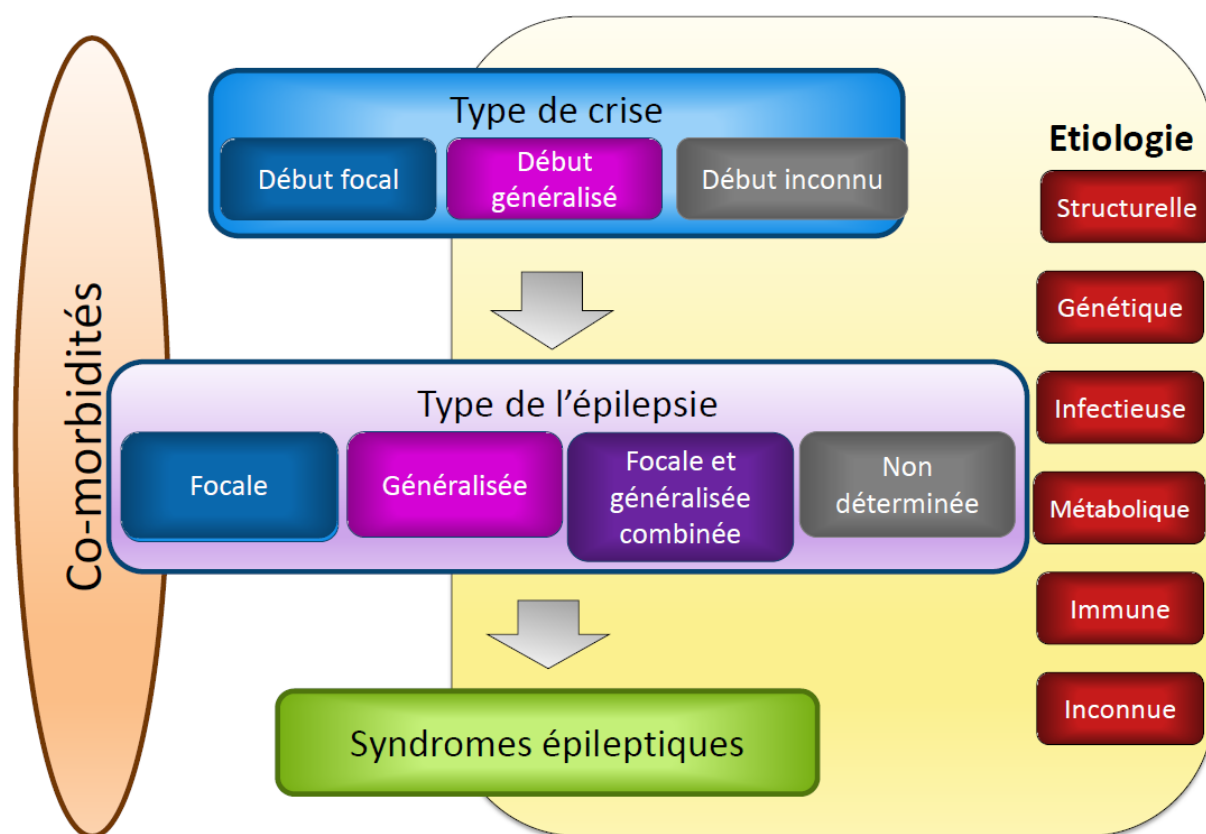 Co-morbidités
Type de crise
Début focal
Début
généralisé
Début inconnu
Type de l'épilepsie
Focale
Généralisée
Focale et
généralisée
combinée
Non
déterminée
Syndromes épileptiques
Etiologie
Structurelle
Génétique
Infectieuse
Métabolique
Immune
Inconnue